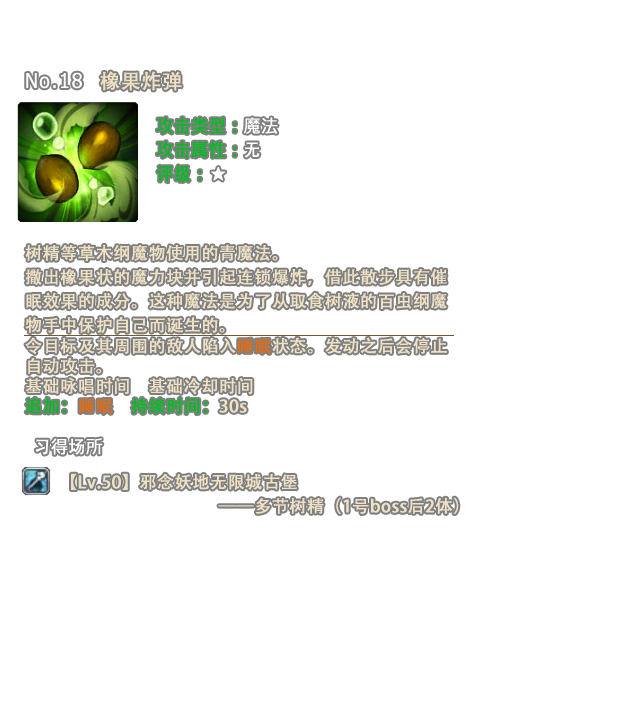 No.18 橡果炸弹
攻击类型：魔法
攻击属性：无
评级：☆
树精等草木纲魔物使用的青魔法。
撒出橡果状的魔力块并引起连锁爆炸，借此散步具有催
眠效果的成分。这种魔法是为了从取食树液的百虫纲魔
物手中保护自己而诞生的。
令目标及其周围的敌人陷入睡眠状态。发动之后会停止
自动攻击。
基础咏唱时间 基础冷却时间
追加：睡眠 持续时间：30s
习得场所
【Lv.50】邪念妖地无限城古堡
——多节树精（1号boss后2体）